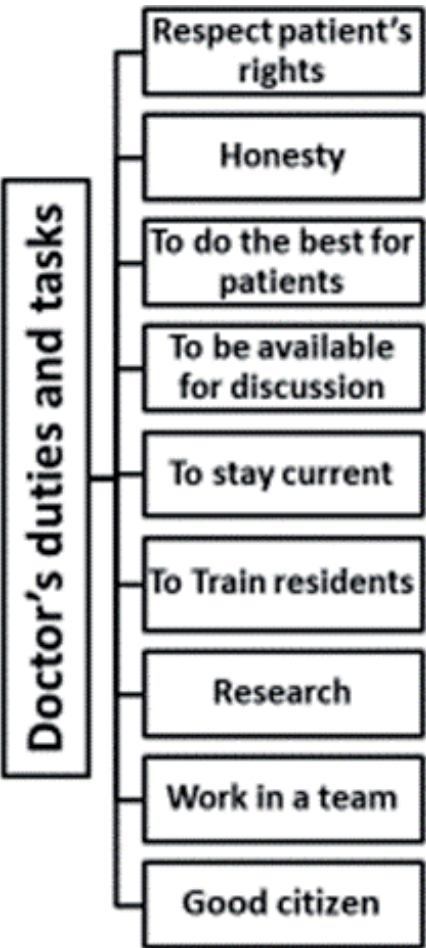 Doctor's duties and tasks
Respect patient's
rights
Honesty
To do the best for
patients
To be available
for discussion
To stay current
To Train residents
Research
Work in a team
Good citizen